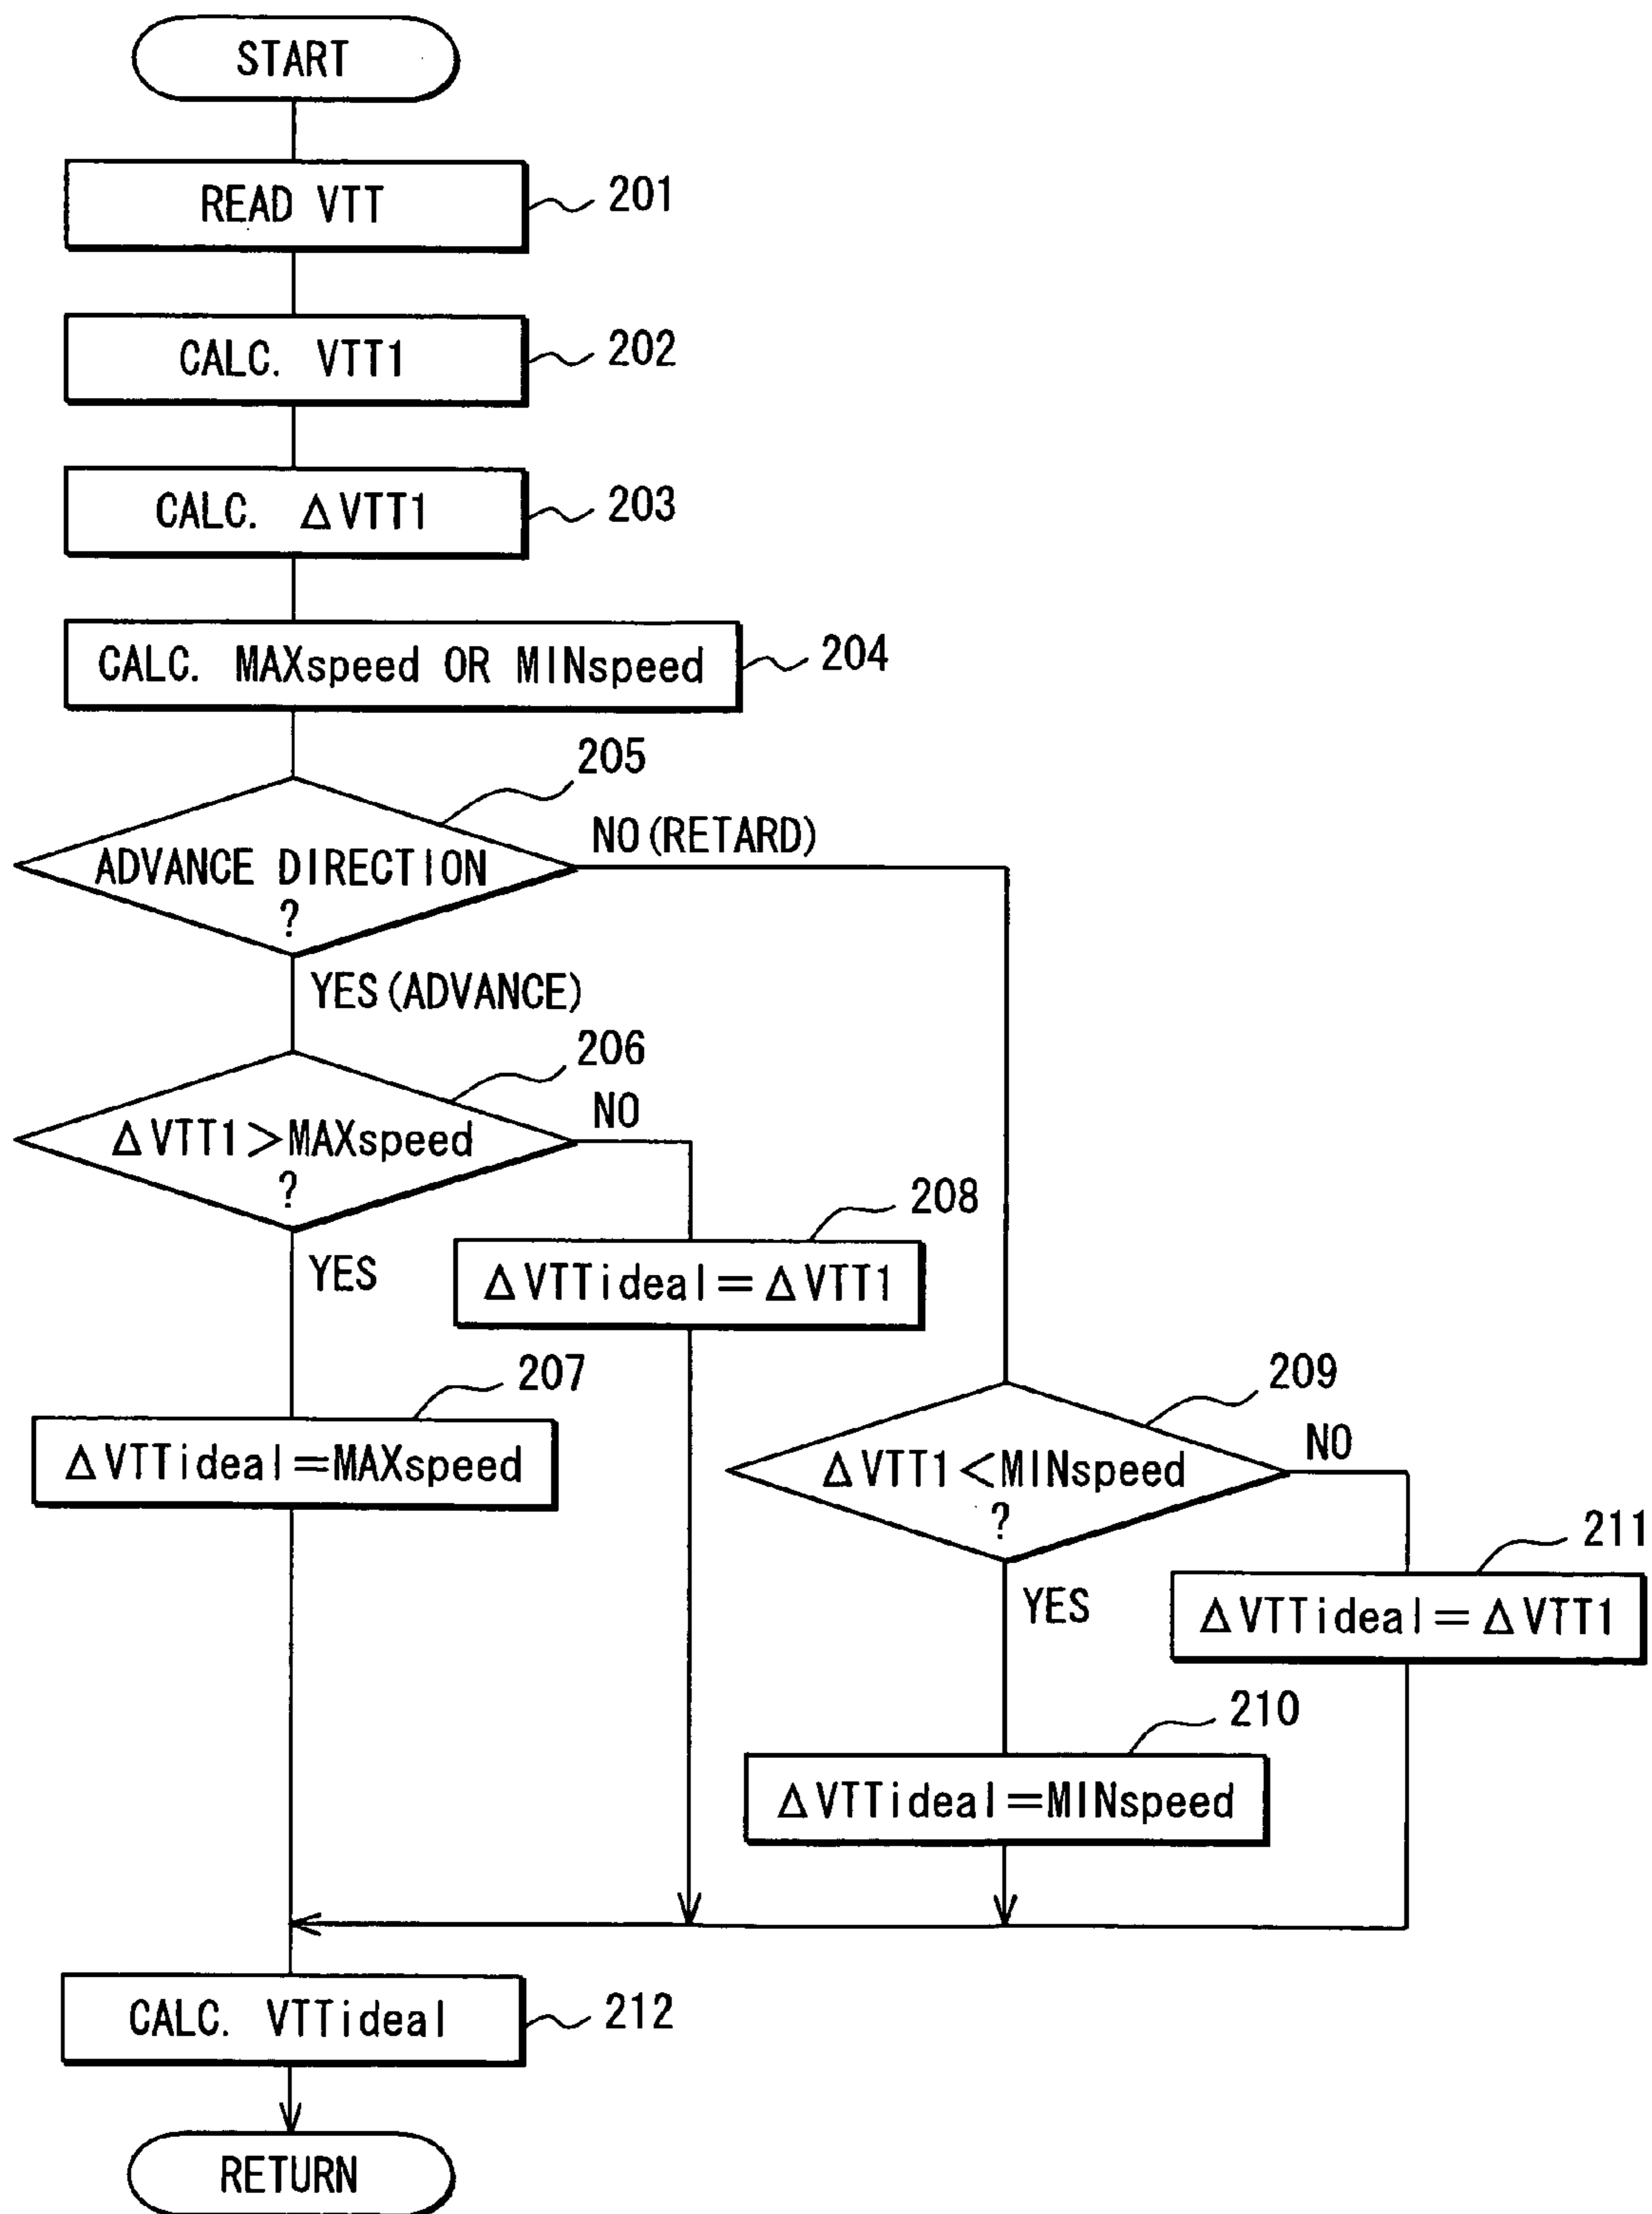 START
READ VTT
201
CALC. VTT1
202
CALC. ΔVTT1
203
CALC. MAXspeed OR MINspeed
204
205
ADVANCE DIRECTION
?
NO(RETARD)
YES(ADVANCE)
206
ΔVTT1>MAXspeed
?
NO
YES
208
ΔVTTideal=ΔVTT1
207
ΔVTTideal=MAXspeed
209
ΔVTT1<MINspeed
?
NO
YES
211
ΔVTTideal=ΔVTT1
210
ΔVTTideal=MINspeed
CALC. VTTideal
212
RETURN